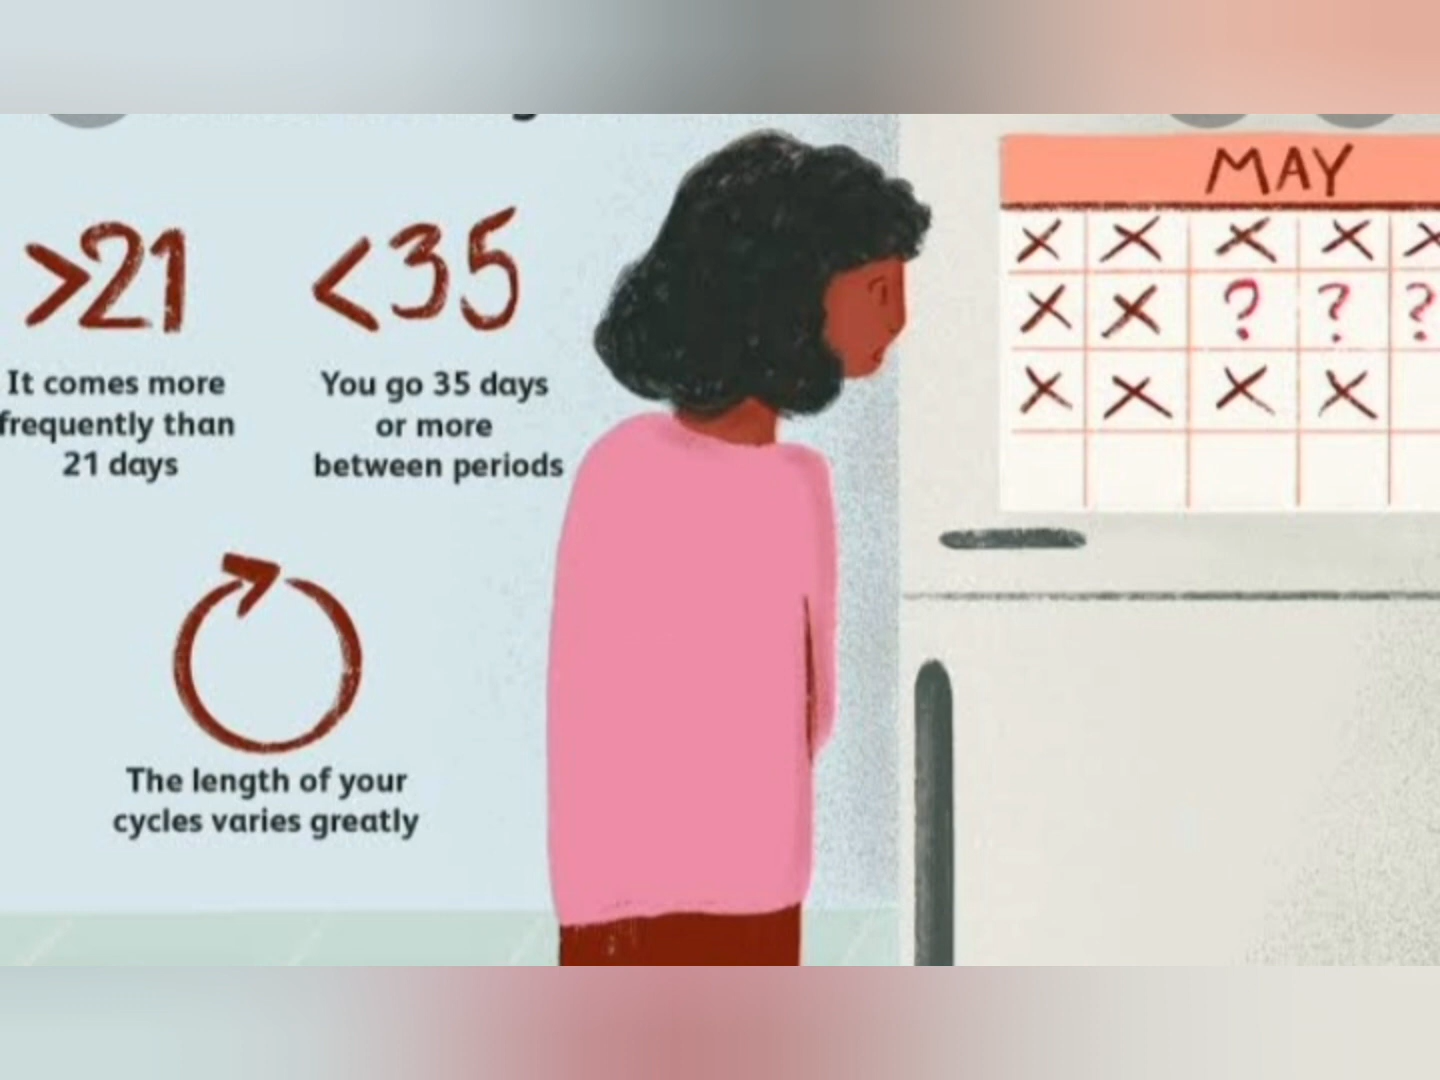 >21
<35
It comes more
frequently than
21 days
You go 35 days
or more
between periods
The length of your
cycles varies greatly
MAY
? ? ?